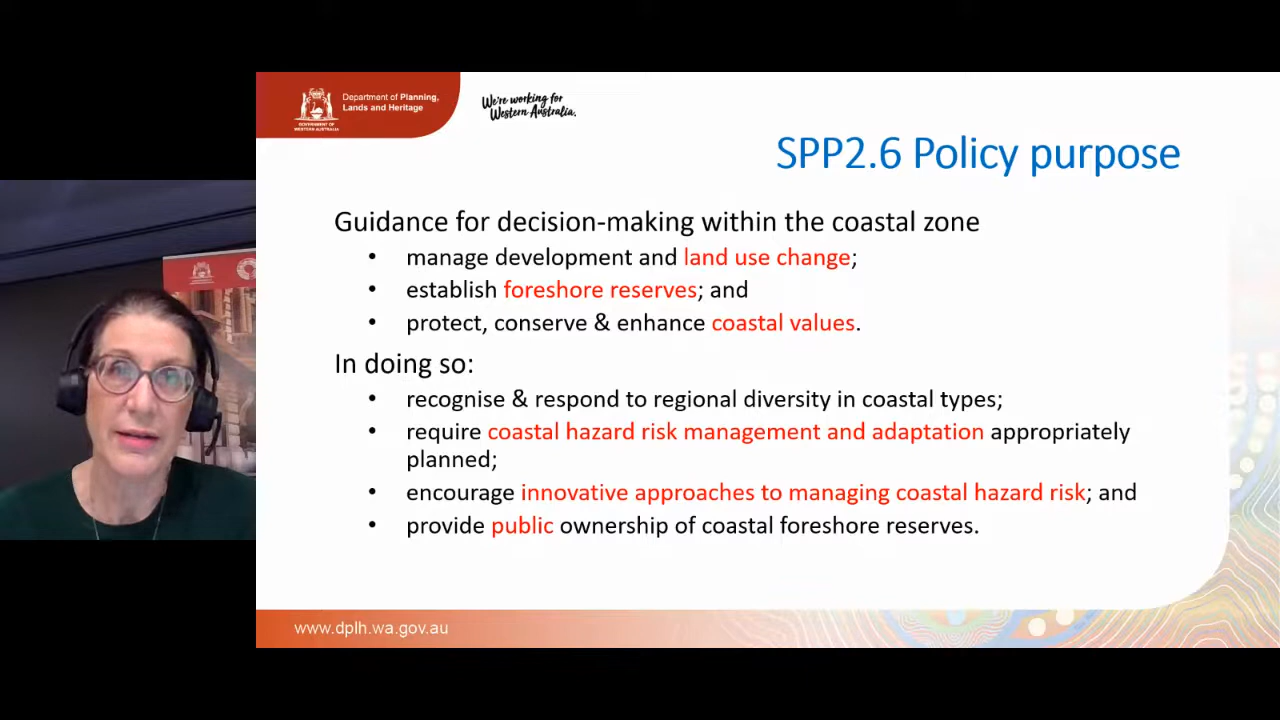 Department of Planning,
Lands and Heritage
GOVERNMENT OF
WESTERN AUSTRALIA
We're working for
Western Australia.
SPP2.6 Policy purpose
Guidance for decision-making within the coastal zone
• manage development and land use change;
• establish foreshore reserves; and
• protect, conserve & enhance coastal values.
In doing so:
• recognise & respond to regional diversity in coastal types;
• require coastal hazard risk management and adaptation appropriately
planned;
• encourage innovative approaches to managing coastal hazard risk; and
• provide public ownership of coastal foreshore reserves.
www.dplh.wa.gov.au